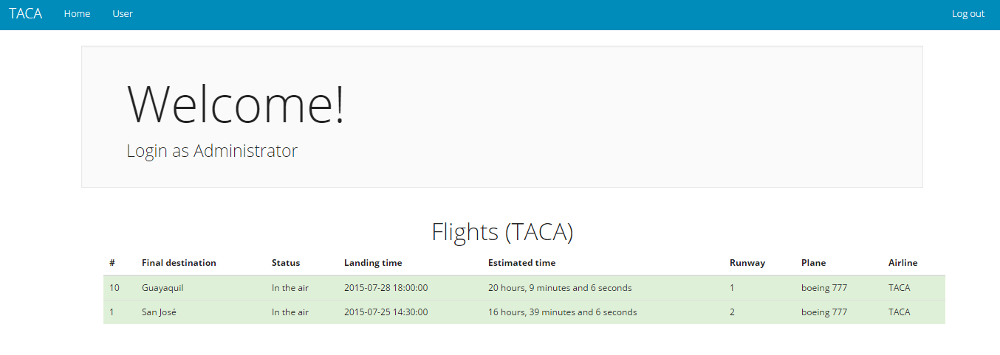 TACA Home User Log out
Welcome!
Login as Administrator
Flights (TACA)
# Final destination Status Landing time Estimated time Runway Plane Airline
10 Guayaquil In the air 2015-07-28 18:00:00 20 hours, 9 minutes and 6 seconds 1 boeing 777 TACA
1 San José In the air 2015-07-25 14:30:00 16 hours, 39 minutes and 6 seconds 2 boeing 777 TACA